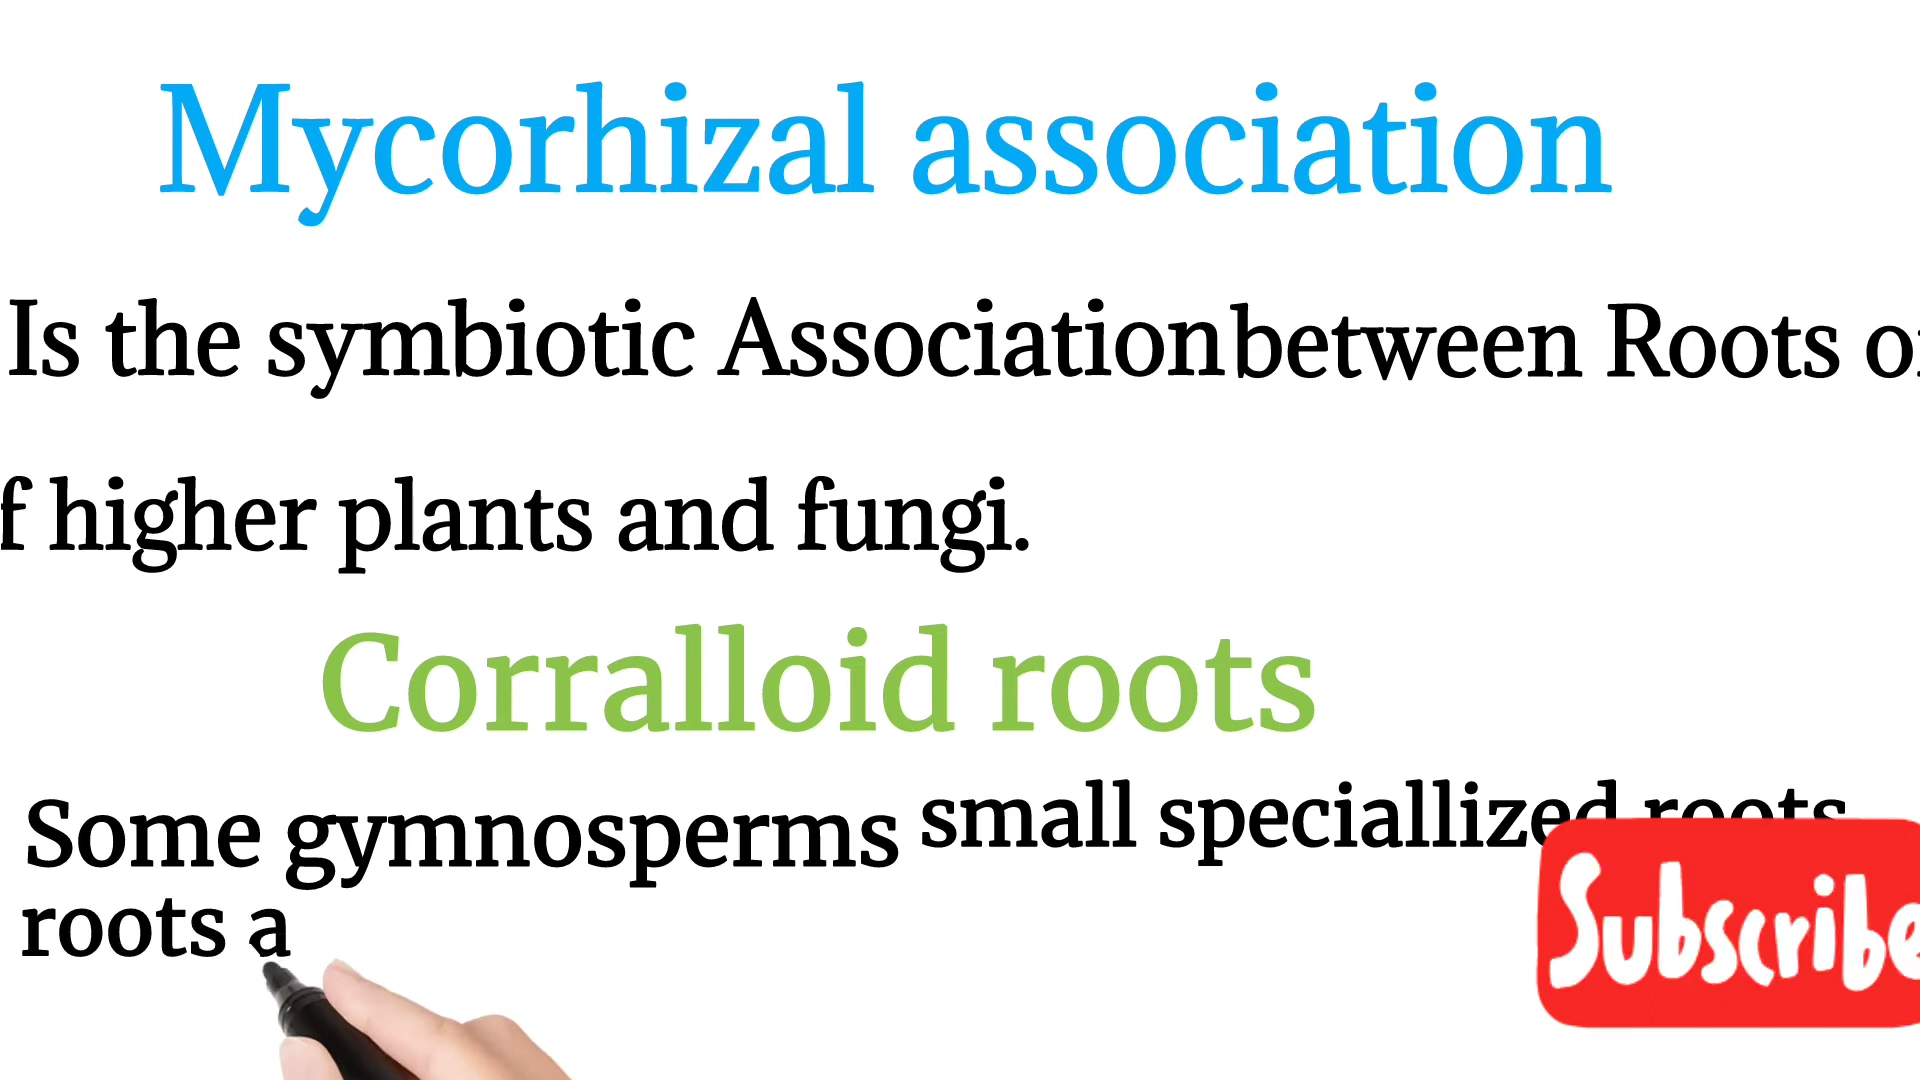 Mycorhizal association
Is the symbiotic Association between Roots o
f higher plants and fungi.
Corralloid roots
Some gymnosperms small speciallized roots
roots a
Subscribe